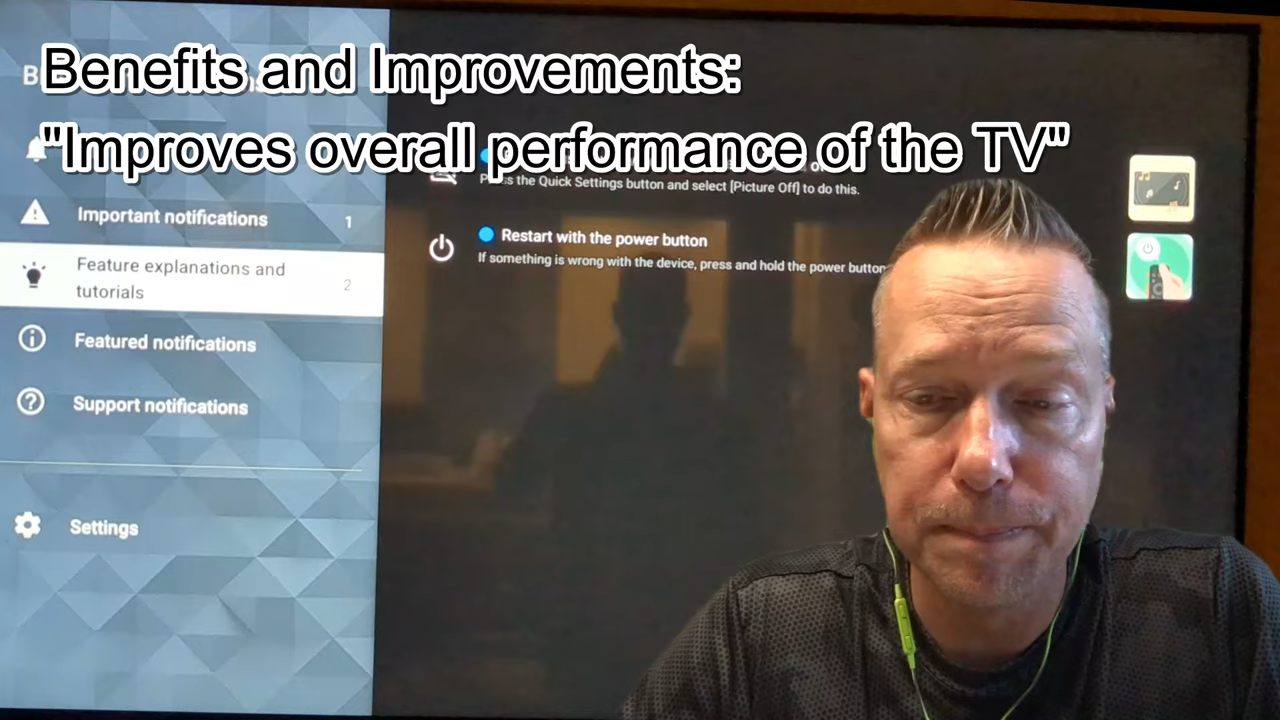 Benefits and Improvements:
"Improves overall performance of the TV"
Press the Quick Settings button and select [Picture Off] to do this.
Important notifications 1
Restart with the power button
If something is wrong with the device, press and hold the power button
Feature explanations and
tutorials 2
Featured notifications
Support notifications
Settings